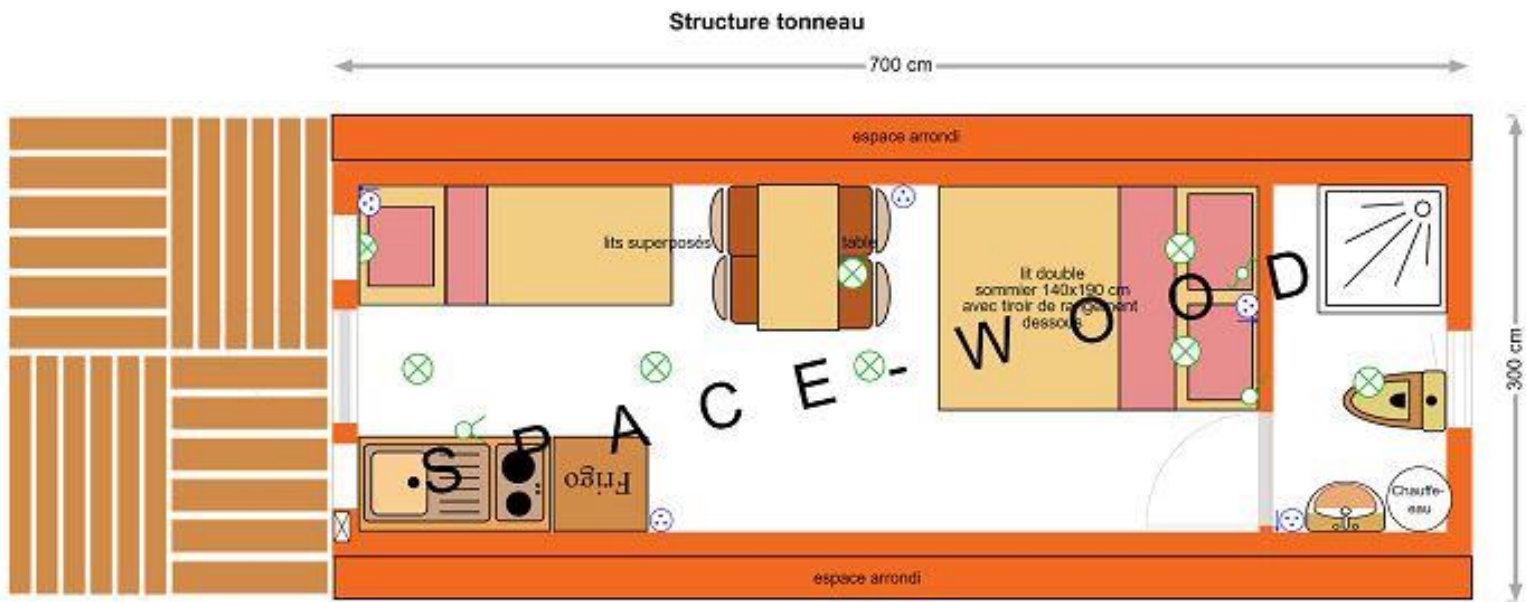 Structure tonneau
700 cm
espace arrondi
lits superposés
table
lit double
sommier 140x190 cm
avec tiroir de rangement
dessous
SPACE-WOOD
300 cm
Frigo
Chauffe-
eau
espace arrondi